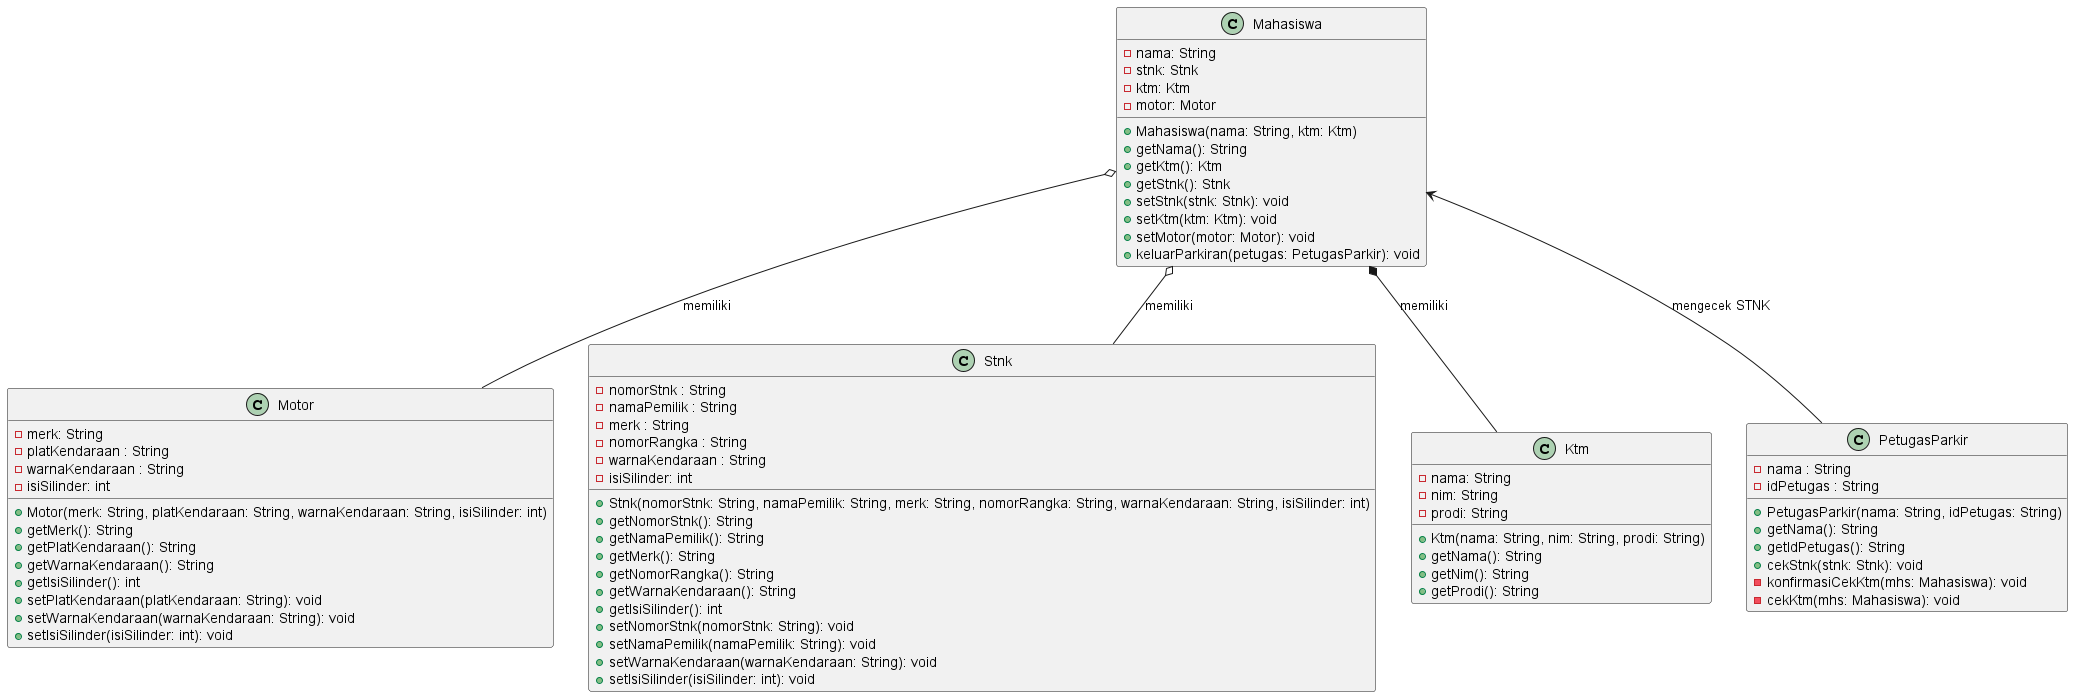 C Mahasiswa
nama: String
stnk: Stnk
ktm: Ktm
motor: Motor
Mahasiswa(nama: String, ktm: Ktm)
getNama(): String
getKtm(): Ktm
getStnk(): Stnk
setStnk(stnk: Stnk): void
setKtm(ktm: Ktm): void
setMotor(motor: Motor): void
keluarParkiran(petugas: PetugasParkir): void
memiliki
memiliki
memiliki
mengecek STNK
C Motor
merk: String
platKendaraan : String
warnaKendaraan : String
isiSilinder: int
Motor(merk: String, platKendaraan: String, warnaKendaraan: String, isiSilinder: int)
getMerk(): String
getPlatKendaraan(): String
getWarnaKendaraan(): String
getIsiSilinder(): int
setPlatKendaraan(platKendaraan: String): void
setWarnaKendaraan(warnaKendaraan: String): void
setIsiSilinder(isiSilinder: int): void
C Stnk
nomorStnk : String
namaPemilik : String
merk : String
nomorRangka : String
warnaKendaraan : String
isiSilinder: int
Stnk(nomorStnk: String, namaPemilik: String, merk: String, nomorRangka: String, warnaKendaraan: String, isiSilinder: int)
getNomorStnk(): String
getNamaPemilik(): String
getMerk(): String
getNomorRangka(): String
getWarnaKendaraan(): String
getIsiSilinder(): int
setNomorStnk(nomorStnk: String): void
setNamaPemilik(namaPemilik: String): void
setWarnaKendaraan(warnaKendaraan: String): void
setIsiSilinder(isiSilinder: int): void
C Ktm
nama: String
nim: String
prodi: String
Ktm(nama: String, nim: String, prodi: String)
getNama(): String
getNim(): String
getProdi(): String
C PetugasParkir
nama : String
idPetugas : String
PetugasParkir(nama: String, idPetugas: String)
getNama(): String
getIdPetugas(): String
cekStnk(stnk: Stnk): void
konfirmasiCekKtm(mhs: Mahasiswa): void
cekKtm(mhs: Mahasiswa): void